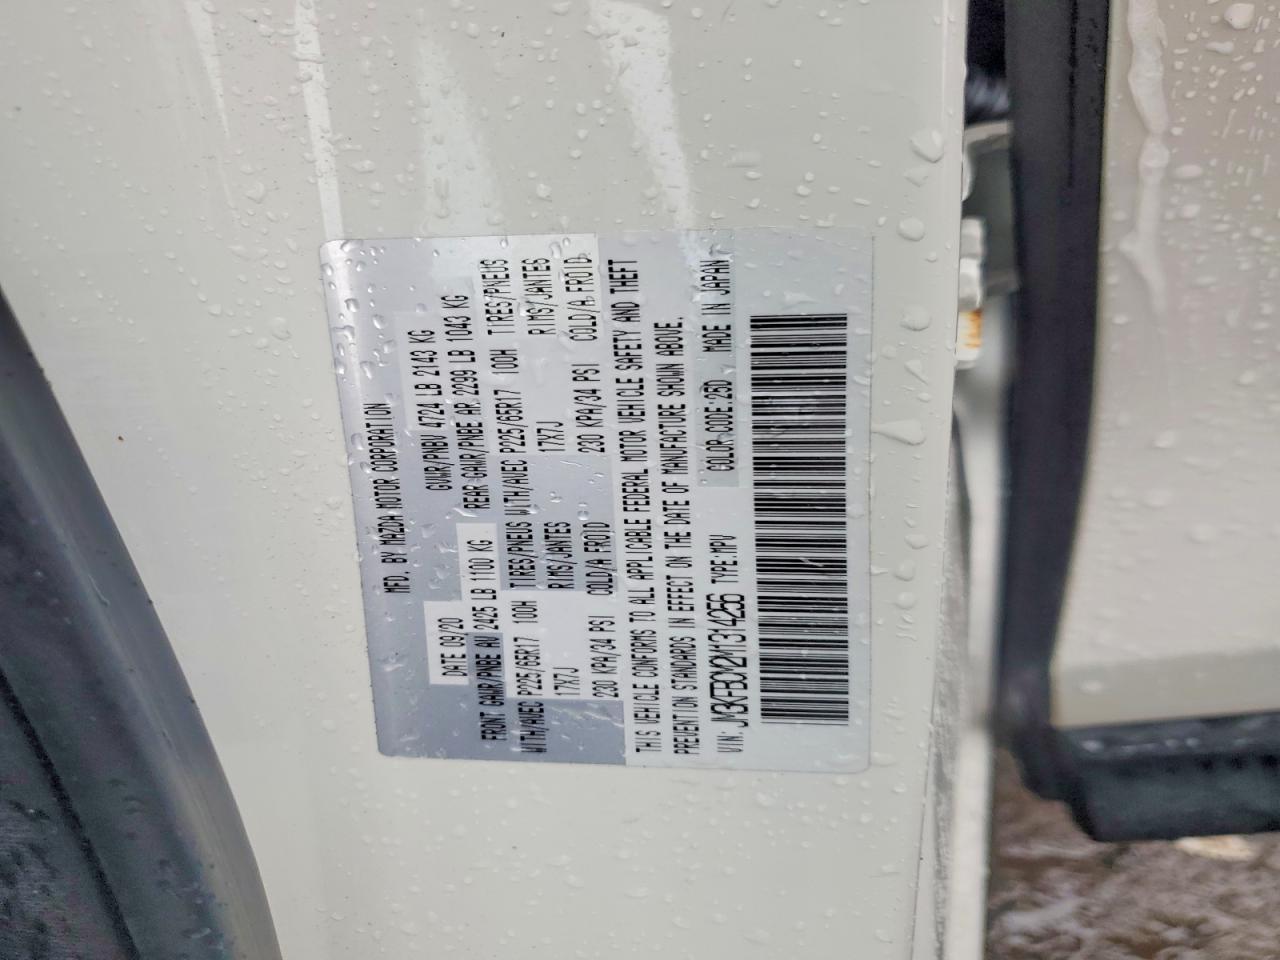 MFD. BY MAZDA MOTOR CORPORATION
DATE 09/20 GVWR/PNBV 4724 LB 2143 KG
FRONT GAWR/PNBE AV 2425 LB 1100 KG REAR GAWR/PNBE AR 2299 LB 1043 KG
WITH/AVEC P225/65R17 100H TIRES/PNEUS WITH/AVEC P225/65R17 100H TIRES/PNEUS
17X7J RIMS/JANTES 17X7J RIMS/JANTES
230 KPA/34 PSI COLD/A FROID 230 KPA/34 PSI COLD/A FROID
THIS VEHICLE CONFORMS TO ALL APPLICABLE FEDERAL MOTOR VEHICLE SAFETY AND THEFT
PREVENTION STANDARDS IN EFFECT ON THE DATE OF MANUFACTURE SHOWN ABOVE.
VIN: JM3KFBCY2M1314256 TYPE:MPV COLOR CODE:25D MADE IN JAPAN